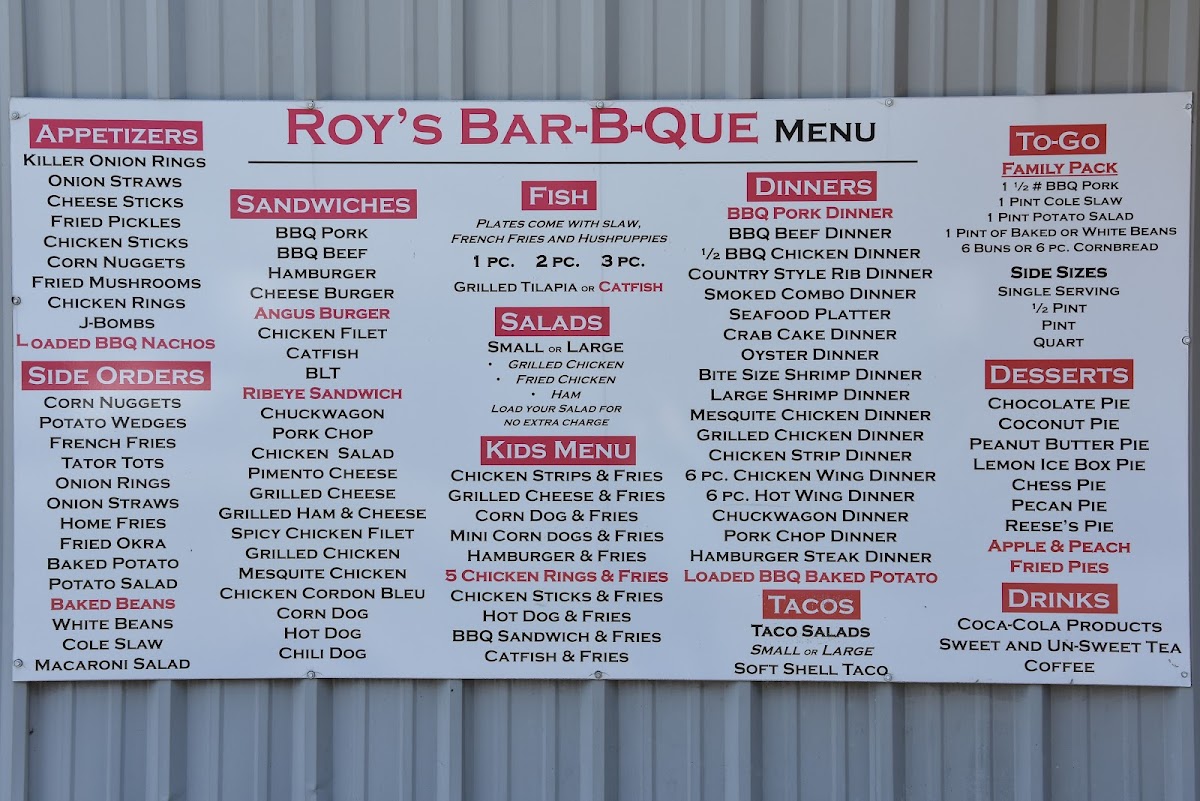 Roy's Bar-B-Que Menu
Appetizers
Killer Onion Rings
Onion Straws
Cheese Sticks
Fried Pickles
Chicken Sticks
Corn Nuggets
Fried Mushrooms
Chicken Rings
J-Bombs
Loaded BBQ Nachos
Side Orders
Corn Nuggets
Potato Wedges
French Fries
Tator Tots
Onion Rings
Onion Straws
Home Fries
Fried Okra
Baked Potato
Potato Salad
Baked Beans
White Beans
Cole Slaw
Macaroni Salad
Sandwiches
BBQ Pork
BBQ Beef
Hamburger
Cheese Burger
Angus Burger
Chicken Filet
Catfish
BLT
Ribeye Sandwich
Chuckwagon
Pork Chop
Chicken Salad
Pimento Cheese
Grilled Cheese
Grilled Ham & Cheese
Spicy Chicken Filet
Grilled Chicken
Mesquite Chicken
Chicken Cordon Bleu
Corn Dog
Hot Dog
Chili Dog
Fish
Plates come with slaw,
French Fries and Hushpuppies
1 pc. 2 pc. 3 pc.
Grilled Tilapia or Catfish
Salads
Small or Large
• Grilled Chicken
• Fried Chicken
• Ham
Load your Salad for
no extra charge
Kids Menu
Chicken Strips & Fries
Grilled Cheese & Fries
Corn Dog & Fries
Mini Corn dogs & Fries
Hamburger & Fries
5 Chicken Rings & Fries
Chicken Sticks & Fries
Hot Dog & Fries
BBQ Sandwich & Fries
Catfish & Fries
Dinners
BBQ Pork Dinner
BBQ Beef Dinner
½ BBQ Chicken Dinner
Country Style Rib Dinner
Smoked Combo Dinner
Seafood Platter
Crab Cake Dinner
Oyster Dinner
Bite Size Shrimp Dinner
Large Shrimp Dinner
Mesquite Chicken Dinner
Grilled Chicken Dinner
Chicken Strip Dinner
6 pc. Chicken Wing Dinner
6 pc. Hot Wing Dinner
Chuckwagon Dinner
Pork Chop Dinner
Hamburger Steak Dinner
Loaded BBQ Baked Potato
Tacos
Taco Salads
Small or Large
Soft Shell Taco
To-Go
Family Pack
1 ½ # BBQ Pork
1 Pint Cole Slaw
1 Pint Potato Salad
1 Pint of Baked or White Beans
6 Buns or 6 pc. Cornbread
Side Sizes
Single Serving
½ Pint
Pint
Quart
Desserts
Chocolate Pie
Coconut Pie
Peanut Butter Pie
Lemon Ice Box Pie
Chess Pie
Pecan Pie
Reese's Pie
Apple & Peach
Fried Pies
Drinks
Coca-Cola Products
Sweet and Un-Sweet Tea
Coffee